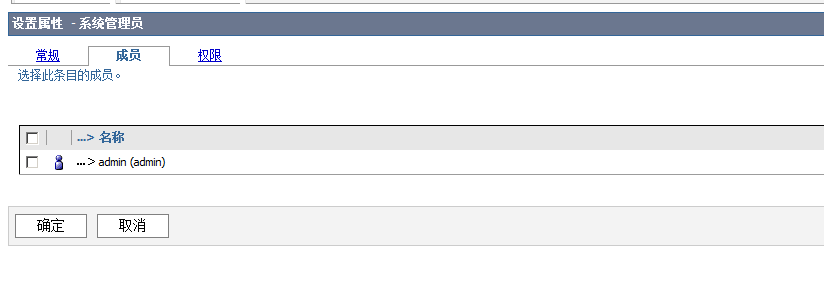 设置属性 - 系统管理员
常规 成员 权限
选择此条目的成员。
...> 名称
...> admin (admin)
确定 取消